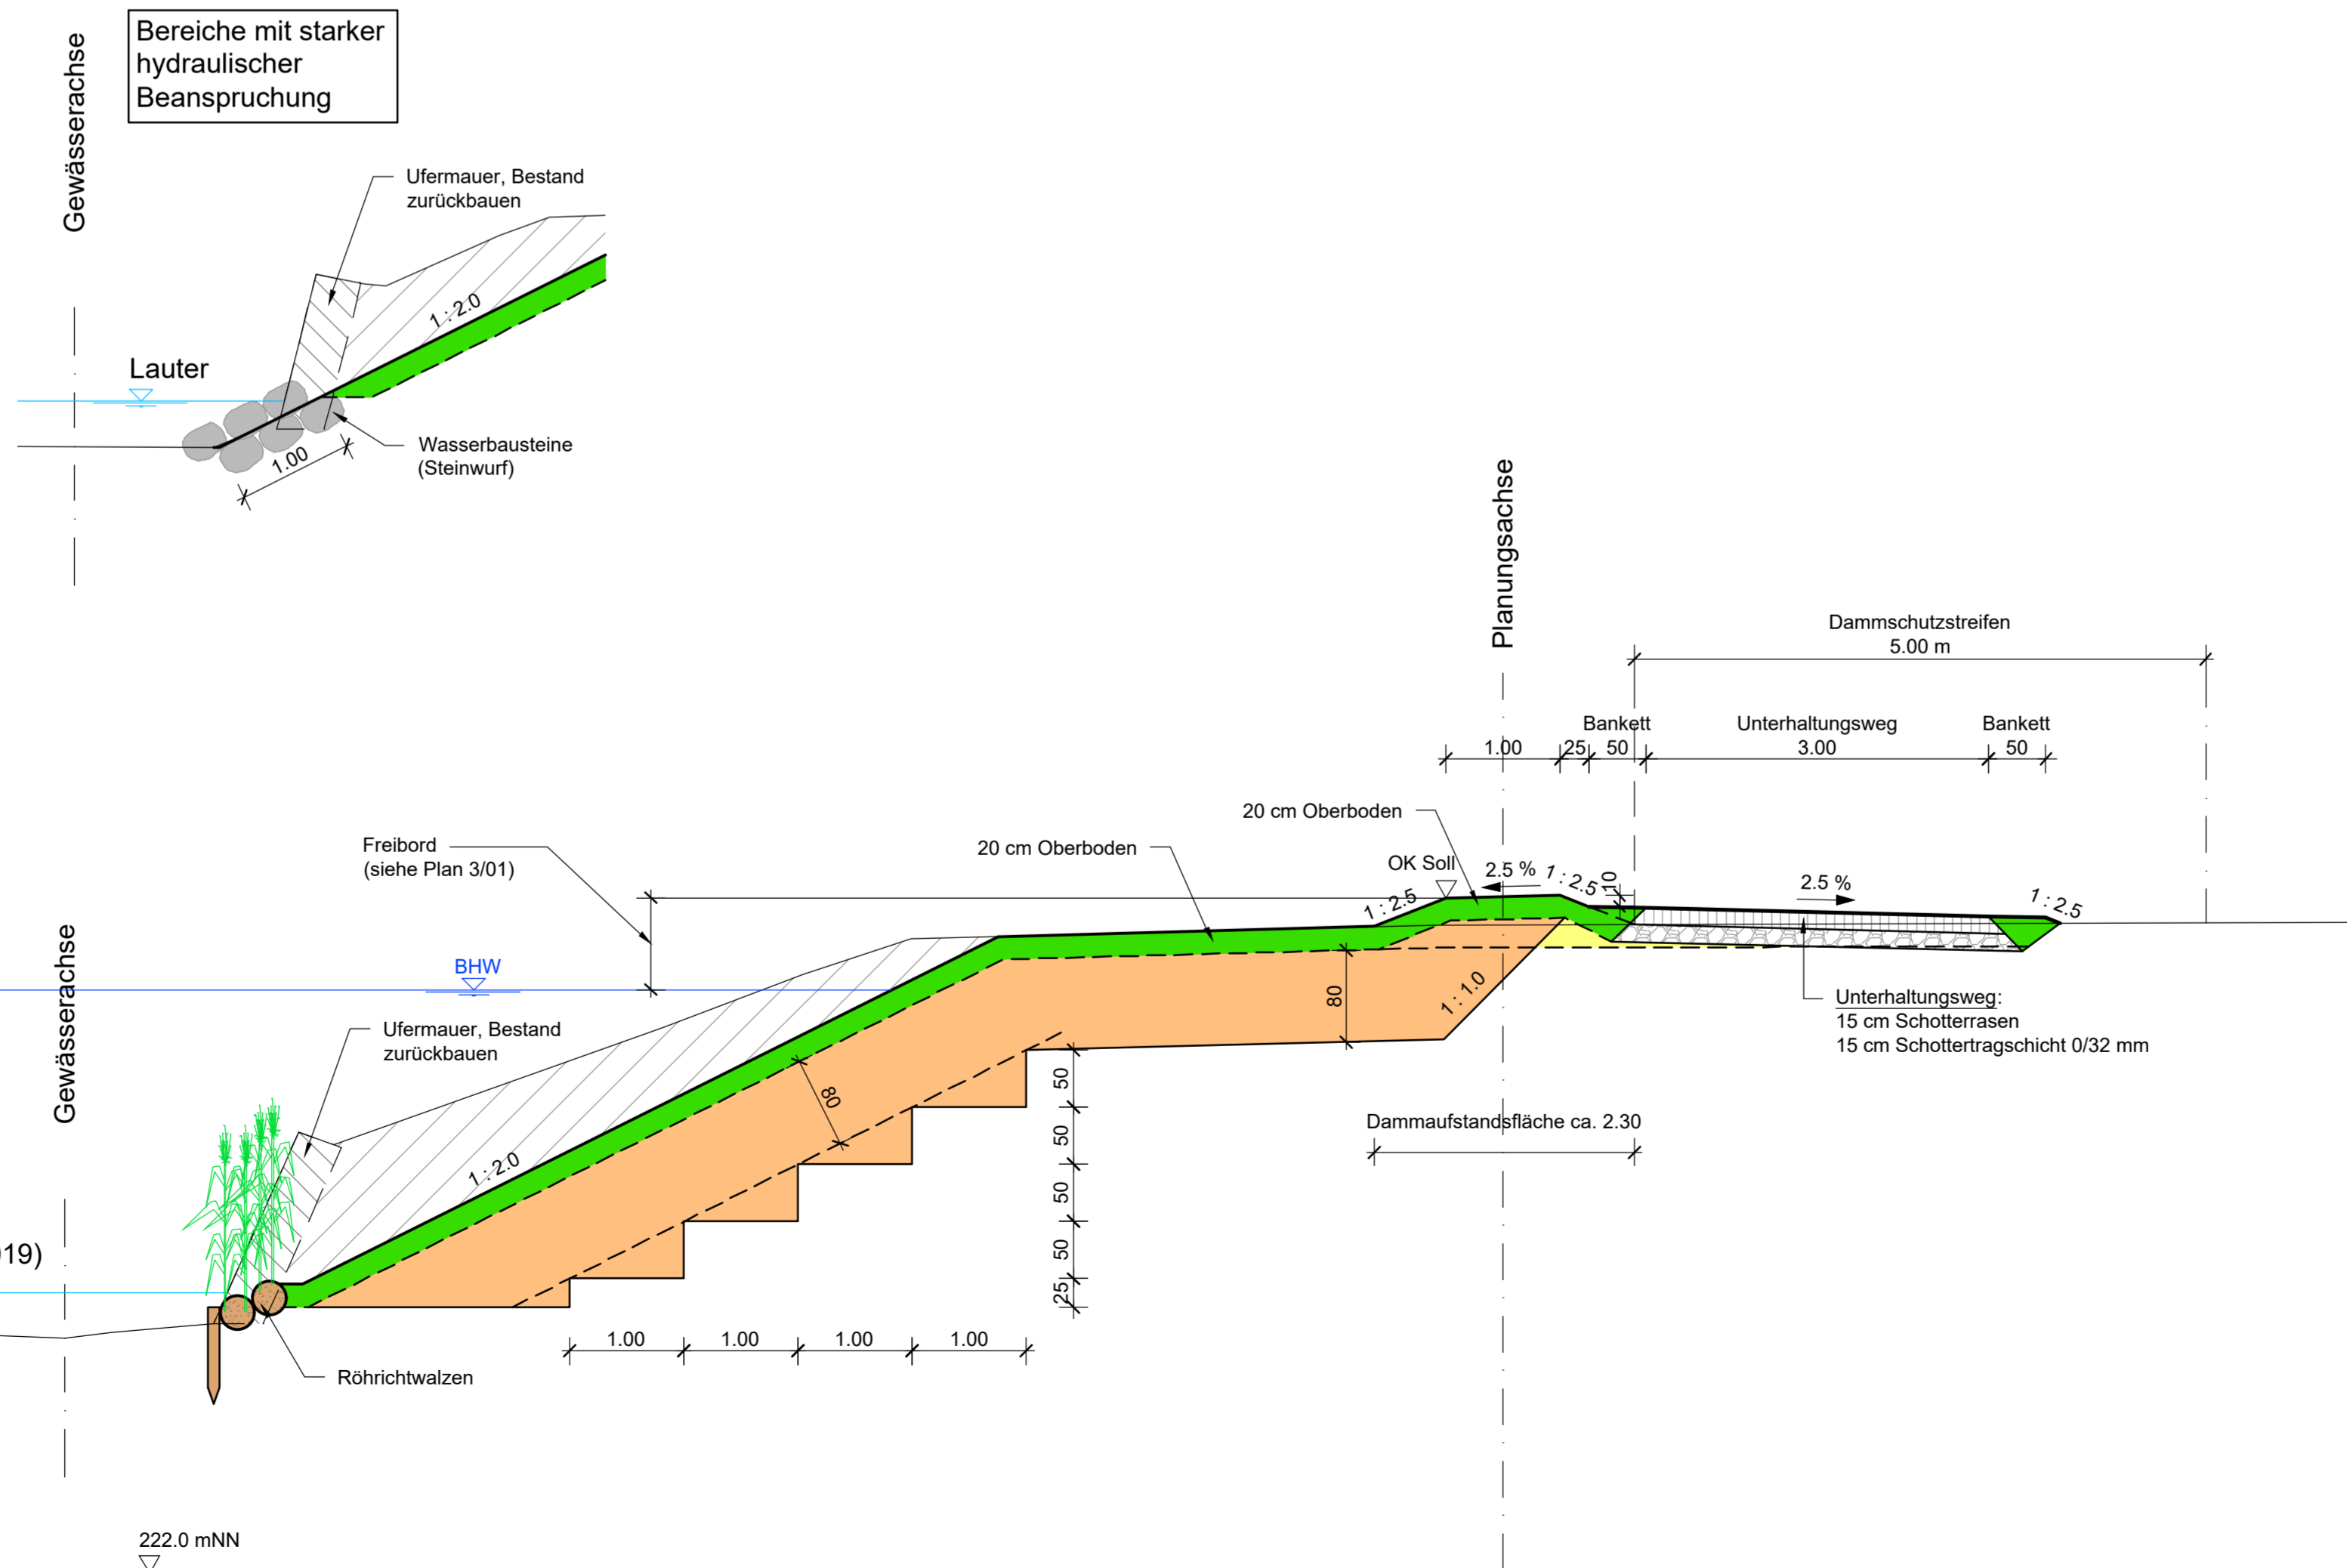 Bereiche mit starker
hydraulischer
Beanspruchung
Gewässerachse
Ufermauer, Bestand
zurückbauen
1 : 2.0
Lauter
Wasserbausteine
(Steinwurf)
1.00
Planungsachse
Dammschutzstreifen
5.00 m
Bankett
Unterhaltungsweg
Bankett
1.00
25
50
3.00
50
20 cm Oberboden
20 cm Oberboden
Freibord
(siehe Plan 3/01)
OK Soll
2.5 %
1 : 2.5
10
2.5 %
1 : 2.5
1 : 2.5
Gewässerachse
BHW
80
1 : 1.0
Unterhaltungsweg:
15 cm Schotterrasen
15 cm Schottertragschicht 0/32 mm
Ufermauer, Bestand
zurückbauen
80
50
50
50
50
25
Dammaufstandsfläche ca. 2.30
1 : 2.0
19)
1.00
1.00
1.00
1.00
Röhrichtwalzen
222.0 mNN